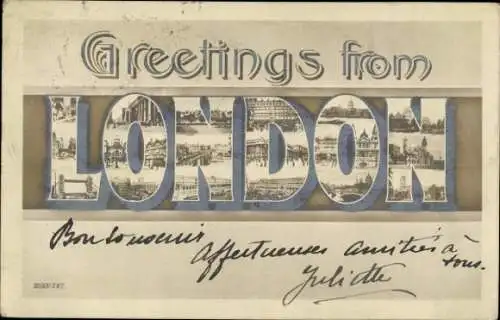 Greetings from
LONDON
Bon souvenir
Affectueuses amitiés à
tous.
Juliette